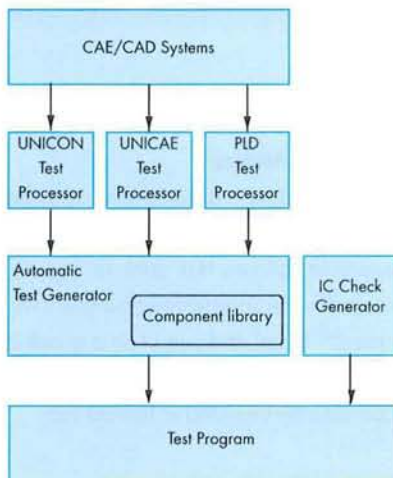 CAE/CAD Systems
UNICON
Test
Processor
UNICAE
Test
Processor
PLD
Test
Processor
Automatic
Test Generator
Component library
IC Check
Generator
Test Program